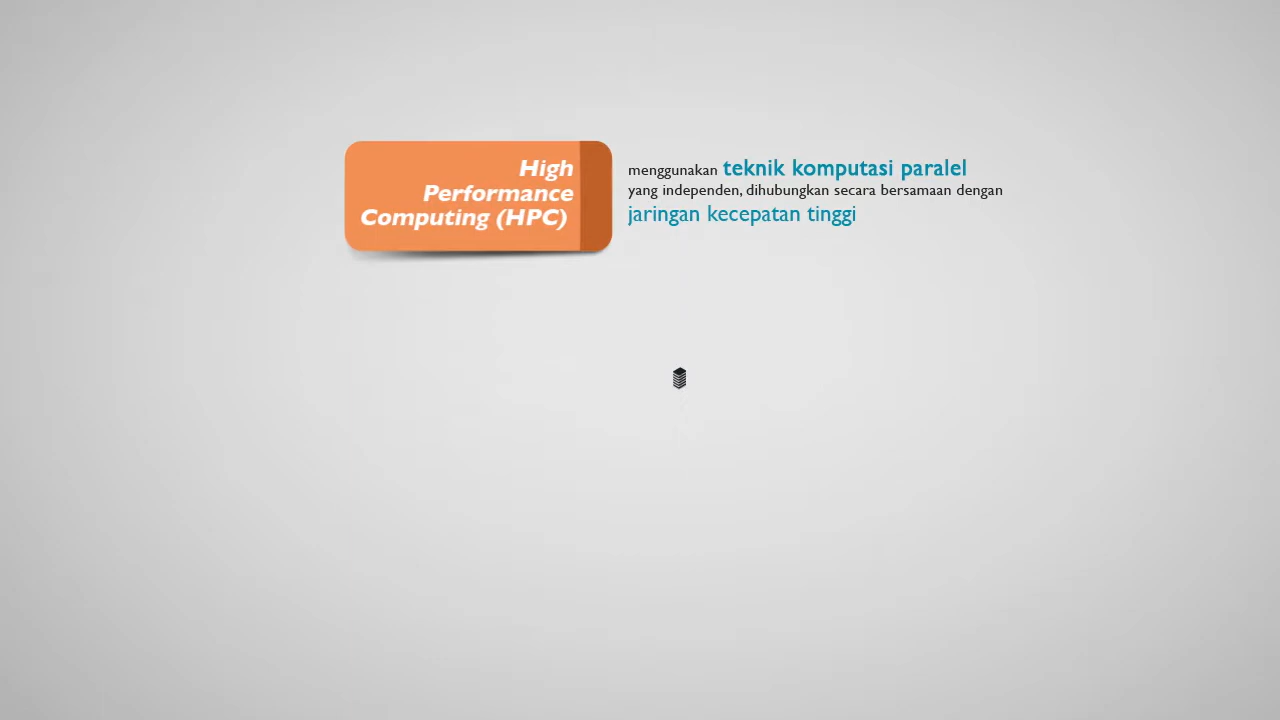 High
Performance
Computing (HPC)
menggunakan teknik komputasi paralel
yang independen, dihubungkan secara bersamaan dengan
jaringan kecepatan tinggi